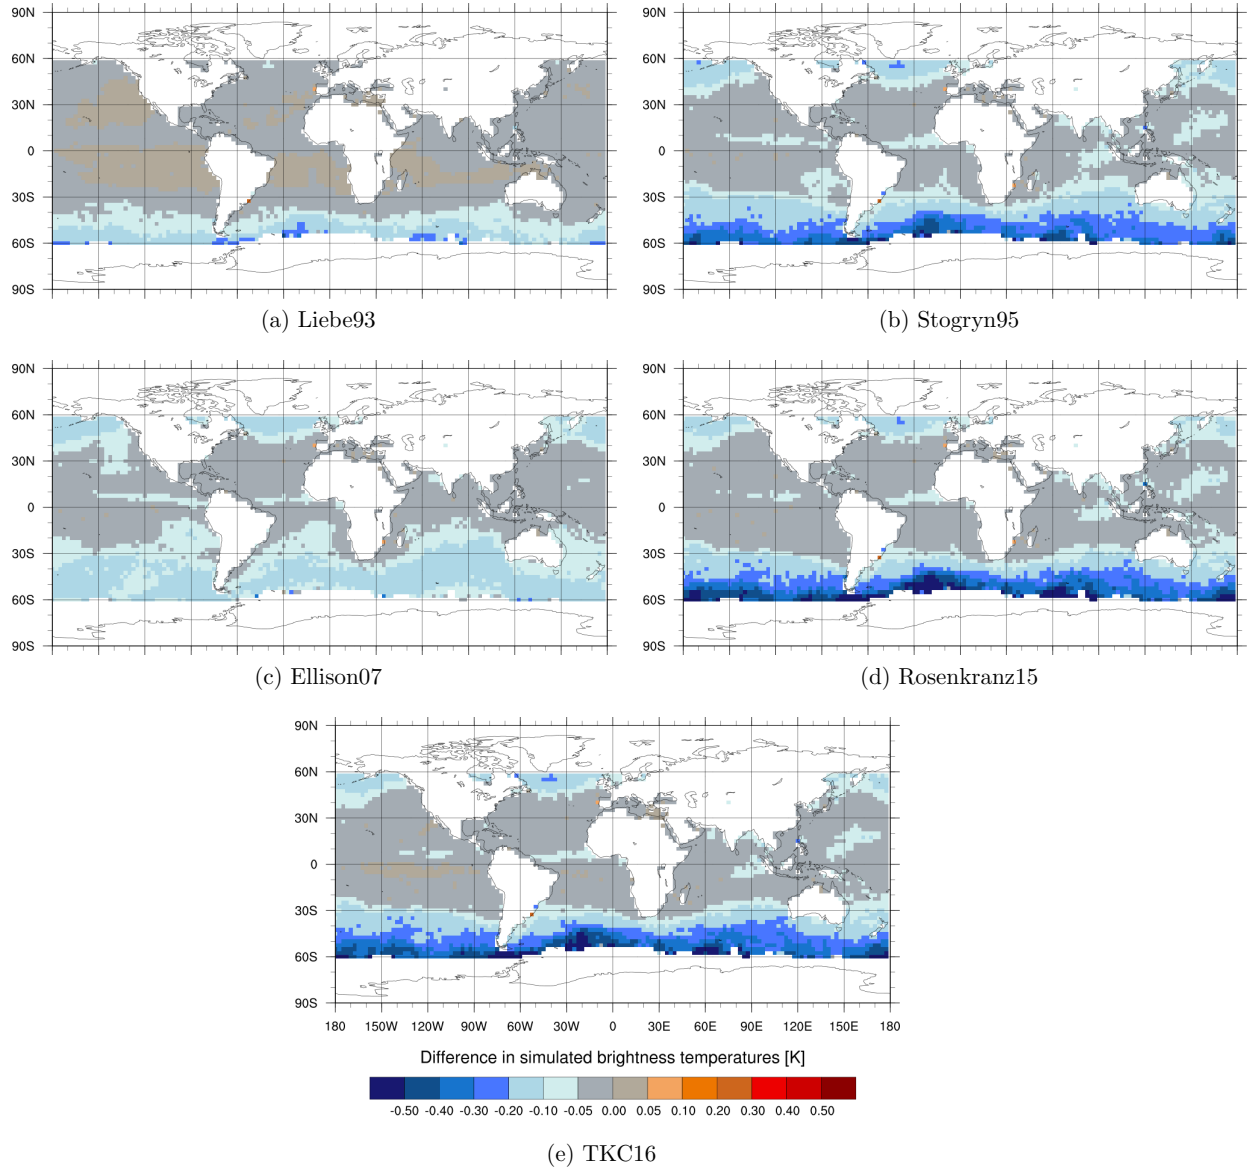 90N 90N
60N 60N
30N 30N
0 0
30S 30S
60S 60S
90S 90S
(a) Liebe93 (b) Stogryn95
90N 90N
60N 60N
30N 30N
0 0
30S 30S
60S 60S
90S 90S
(c) Ellison07 (d) Rosenkranz15
90N
60N
30N
0
30S
60S
90S
180 150W 120W 90W 60W 30W 0 30E 60E 90E 120E 150E 180
Difference in simulated brightness temperatures [K]
-0.50 -0.40 -0.30 -0.20 -0.10 -0.05 0.00 0.05 0.10 0.20 0.30 0.40 0.50
(e) TKC16